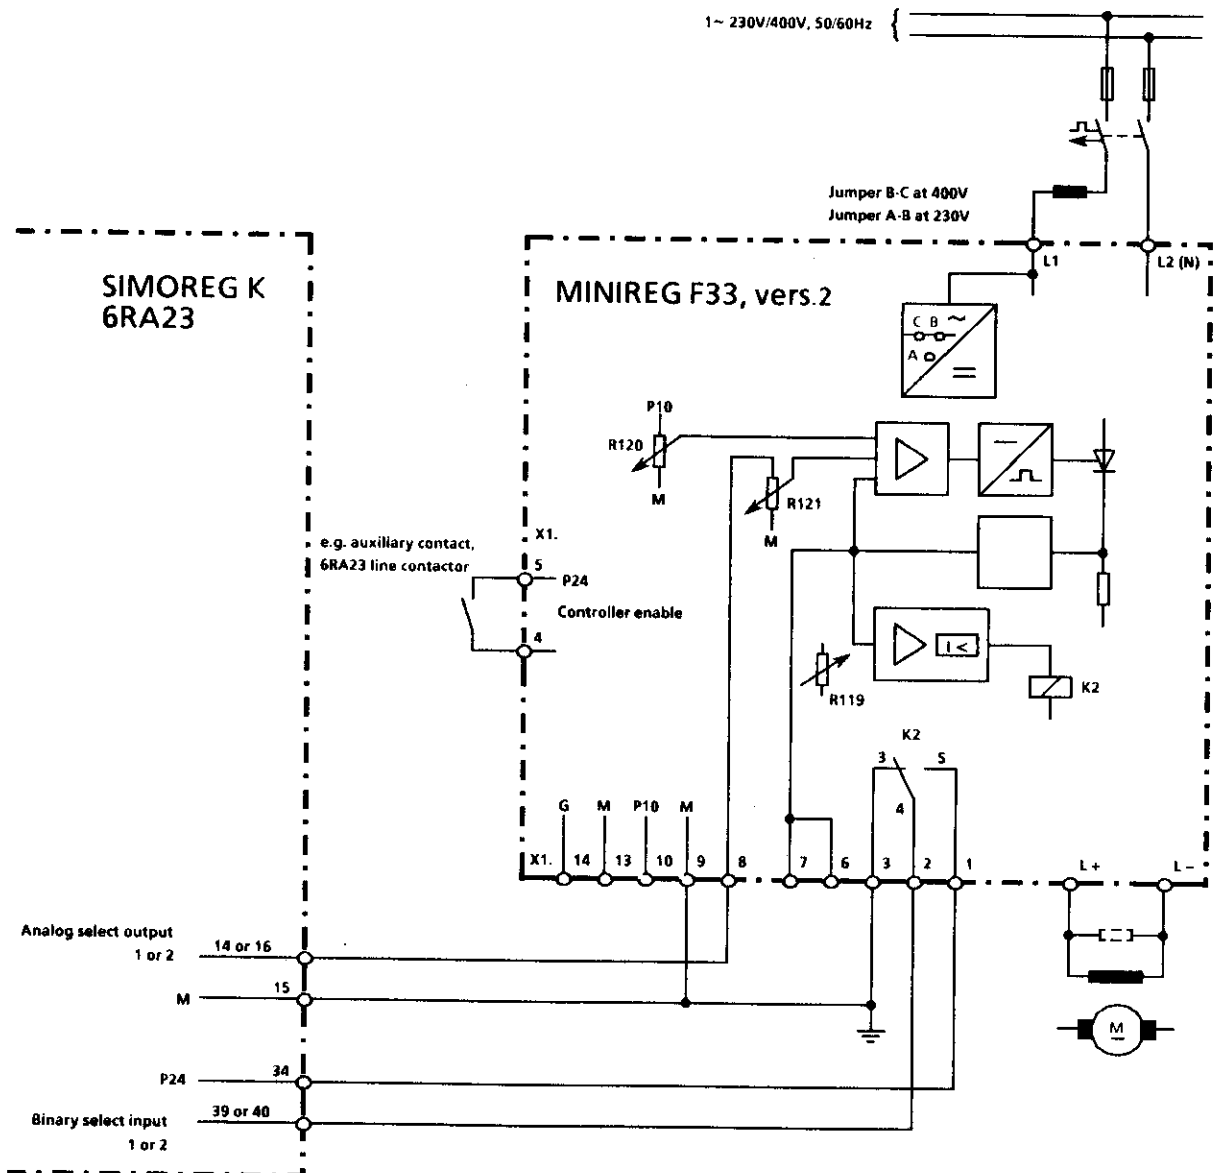 1~ 230V/400V, 50/60Hz
Jumper B-C at 400V
Jumper A-B at 230V
L1
L2 (N)
SIMOREG K
6RA23
MINIREG F33, vers.2
C B ~
A
P10
R120
M
R121
M
X1.
e.g. auxiliary contact,
6RA23 line contactor
5
P24
Controller enable
4
I <
R119
K2
K2
3
5
4
G M P10 M
X1. 14 13 10 9 8 7 6 3 2 1
L+
L-
Analog select output
1 or 2
14 or 16
M
15
M
P24
34
Binary select input
1 or 2
39 or 40